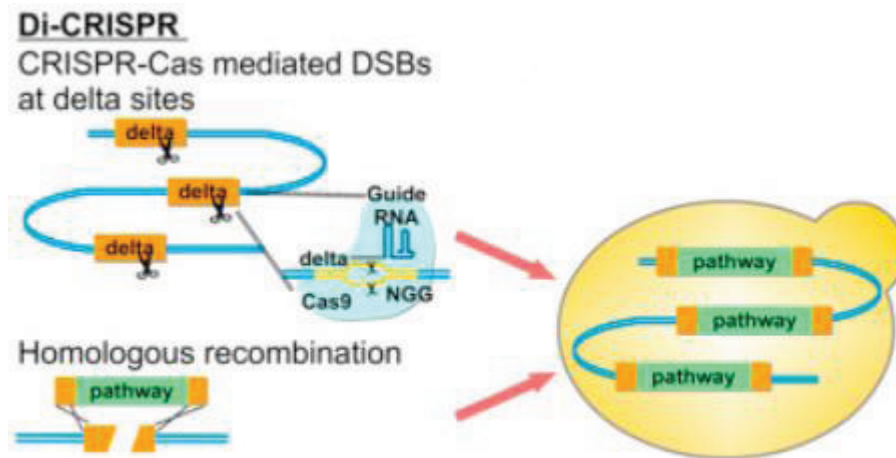 Di-CRISPR
CRISPR-Cas mediated DSBs
at delta sites
delta
delta
Guide
RNA
delta
delta
Cas9
NGG
Homologous recombination
pathway
pathway
pathway
pathway